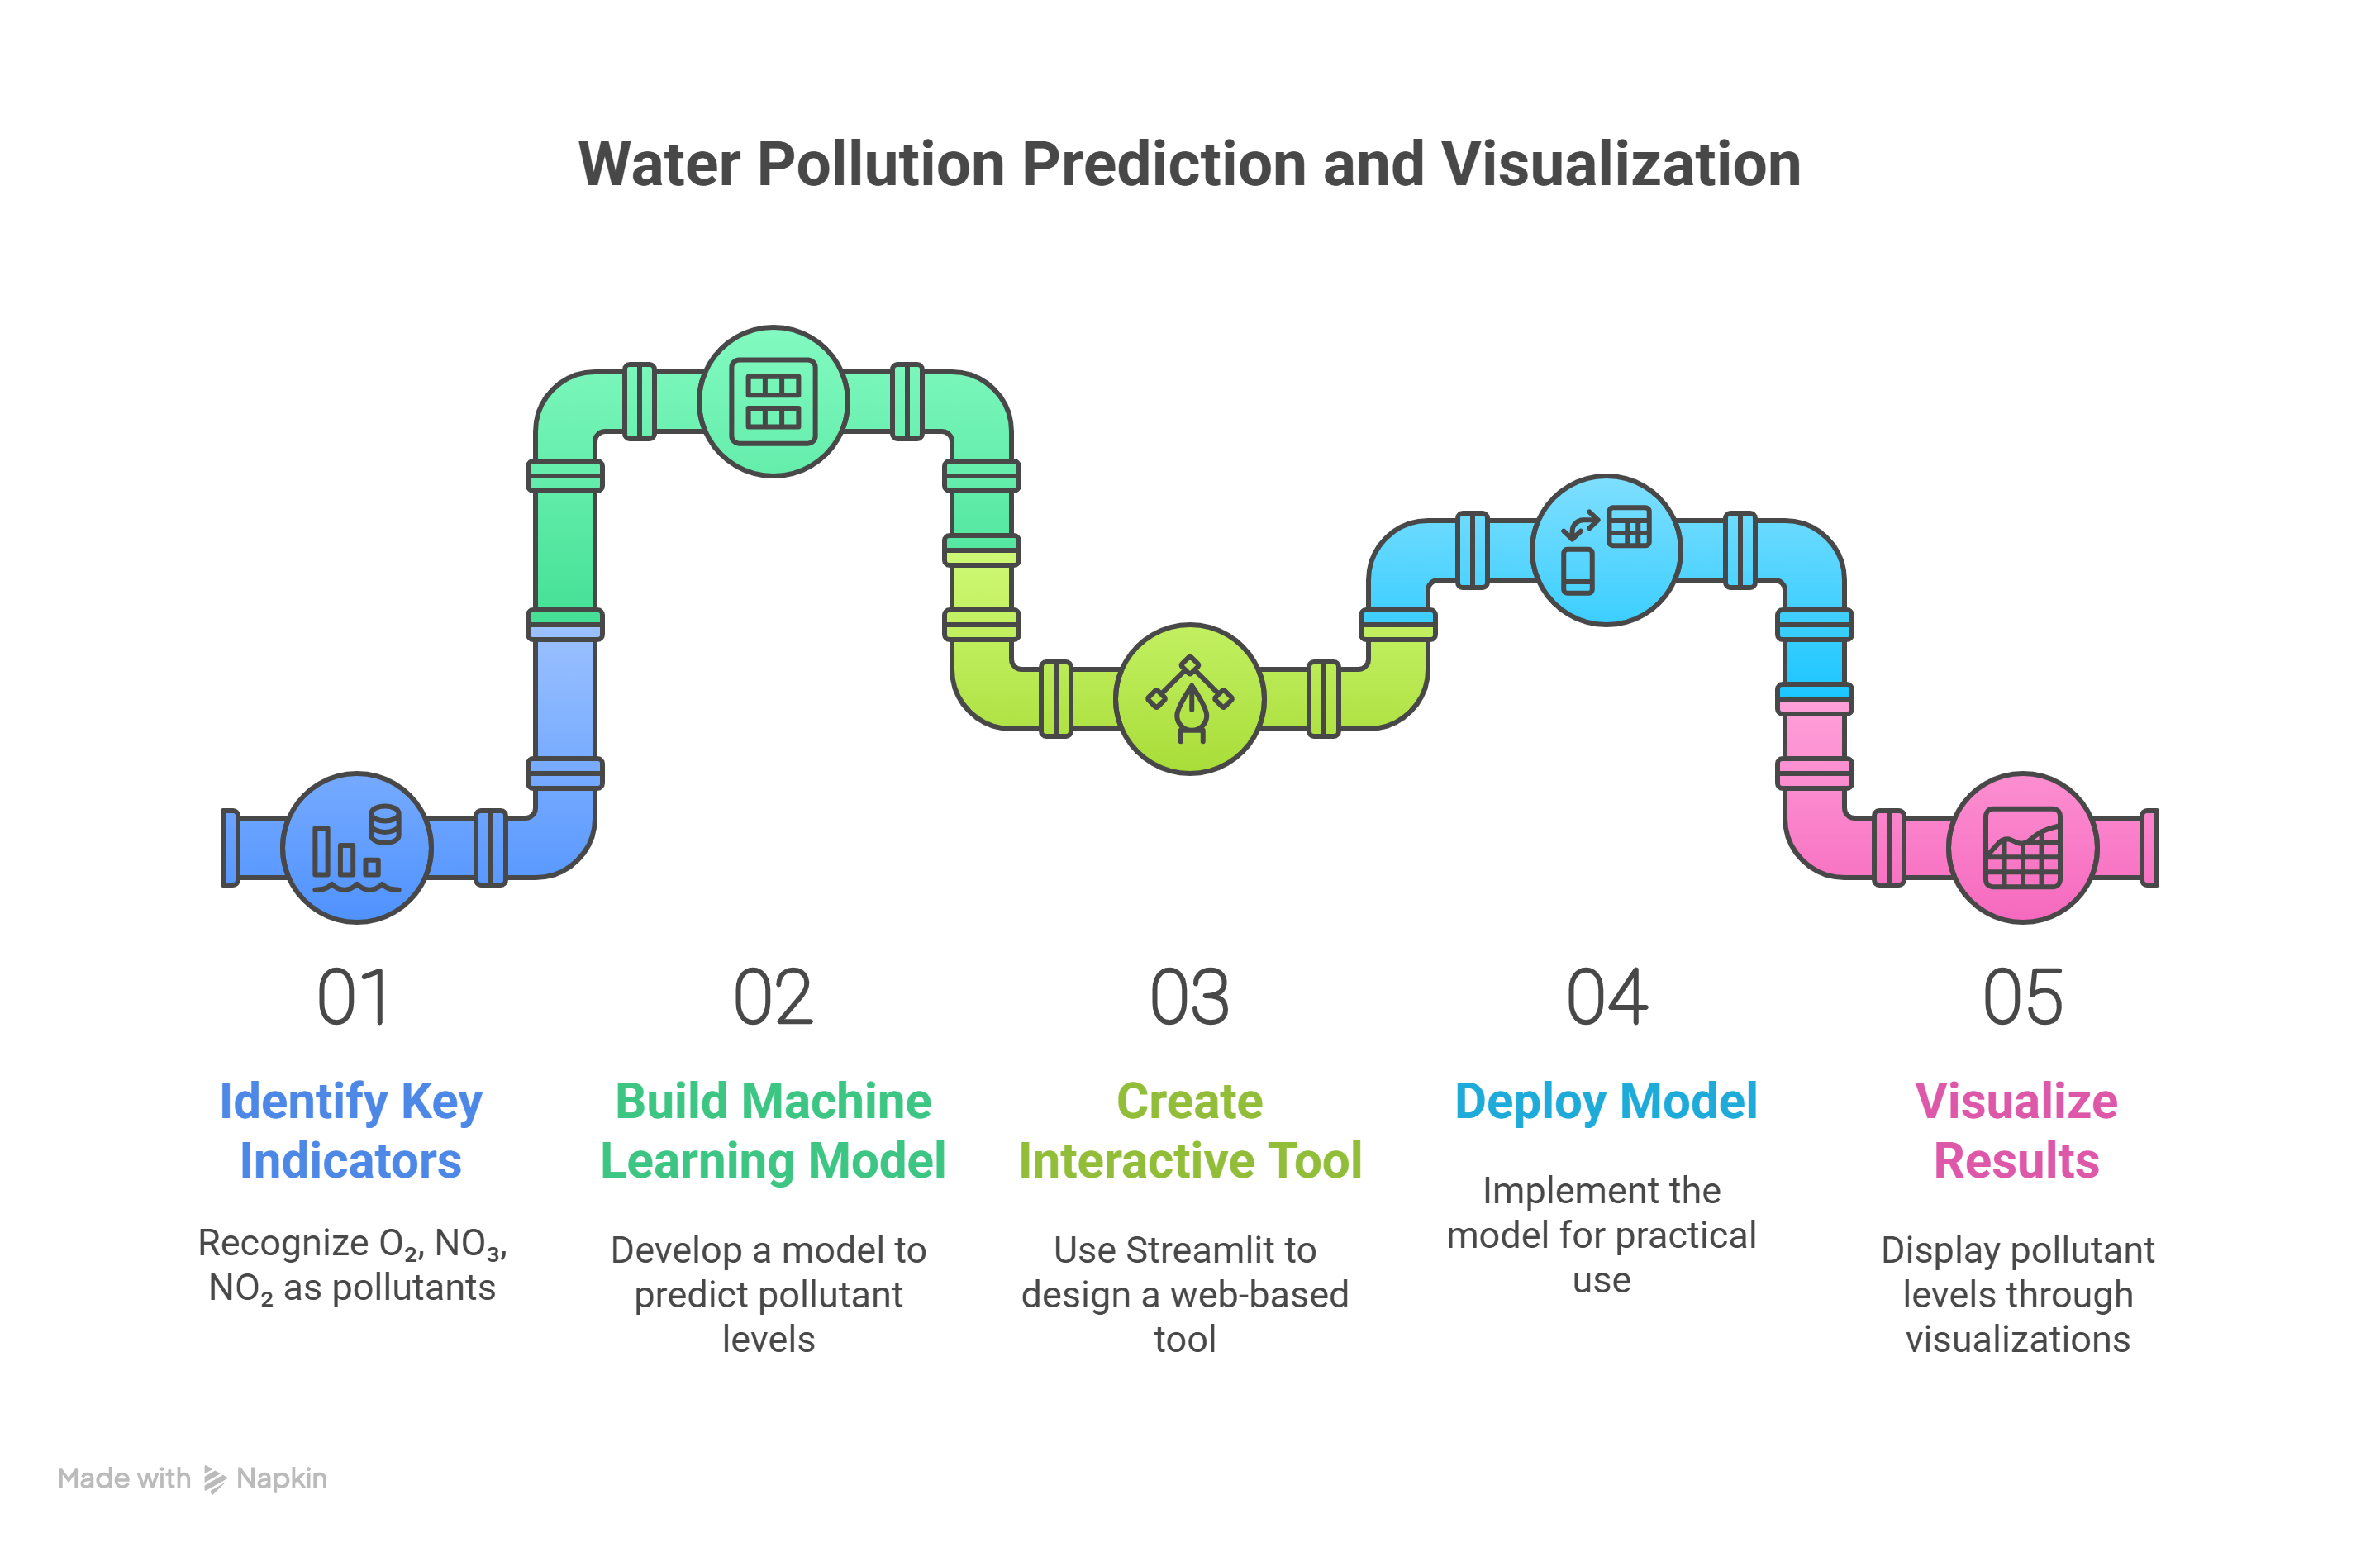 Water Pollution Prediction and Visualization
01
Identify Key
Indicators
Recognize O₂, NO₃,
NO₂ as pollutants
02
Build Machine
Learning Model
Develop a model to
predict pollutant
levels
03
Create
Interactive Tool
Use Streamlit to
design a web-based
tool
04
Deploy Model
Implement the
model for practical
use
05
Visualize
Results
Display pollutant
levels through
visualizations
Made with Napkin